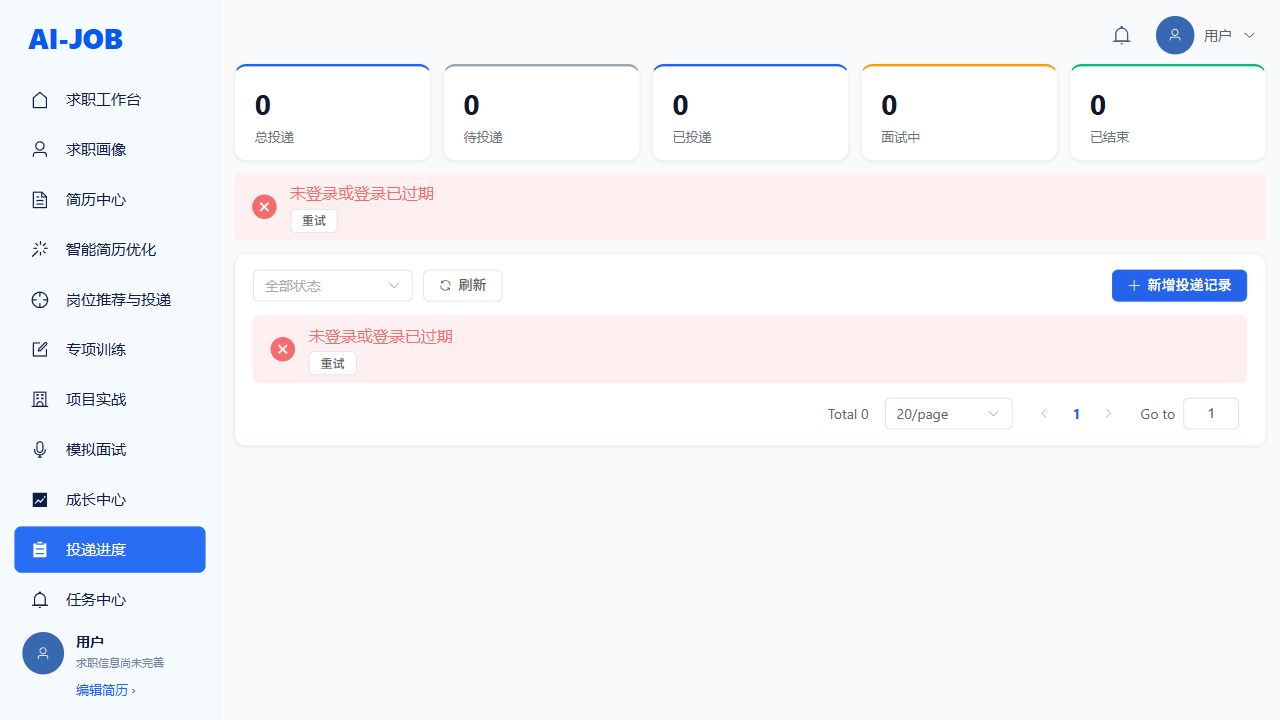 AI-JOB
求职工作台
求职画像
简历中心
智能简历优化
岗位推荐与投递
专项训练
项目实战
模拟面试
成长中心
投递进度
任务中心
用户
求职信息尚未完善
编辑简历 ›
用户
0
总投递
0
待投递
0
已投递
0
面试中
0
已结束
未登录或登录已过期
重试
全部状态
刷新
新增投递记录
未登录或登录已过期
重试
Total 0
20/page
1
Go to
1